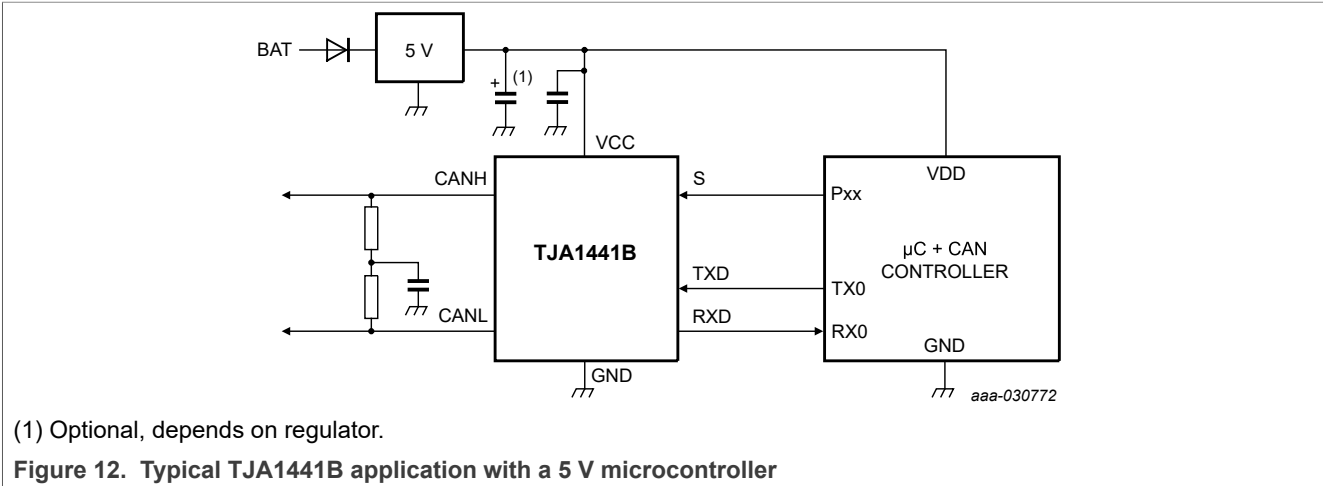 BAT
5 V
+ (1)
VCC
CANH
S
Pxx
VDD
TJA1441B
µC + CAN
CONTROLLER
TXD
TX0
CANL
RXD
RX0
GND
GND
aaa-030772
(1) Optional, depends on regulator.
Figure 12. Typical TJA1441B application with a 5 V microcontroller